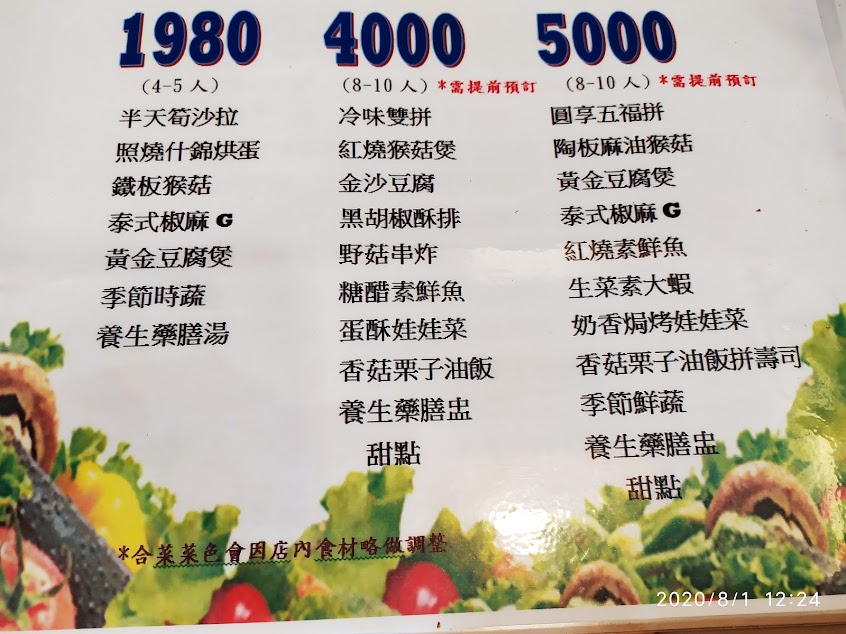 1980
(4-5 人)
半天筍沙拉
照燒什錦烘蛋
鐵板猴菇
泰式椒麻G
黃金豆腐煲
季節時蔬
養生藥膳湯
4000
(8-10 人)*需提前預訂
冷味雙拼
紅燒猴菇煲
金沙豆腐
黑胡椒酥排
野菇串炸
糖醋素鮮魚
蛋酥娃娃菜
香菇栗子油飯
養生藥膳盅
甜點
5000
(8-10 人)*需提前預訂
圓享五福拼
陶板麻油猴菇
黃金豆腐煲
泰式椒麻G
紅燒素鮮魚
生菜素大蝦
奶香焗烤娃娃菜
香菇栗子油飯拼壽司
季節鮮蔬
養生藥膳盅
甜點
*合菜菜色會因店內食材略做調整
2020/8/1 12:24